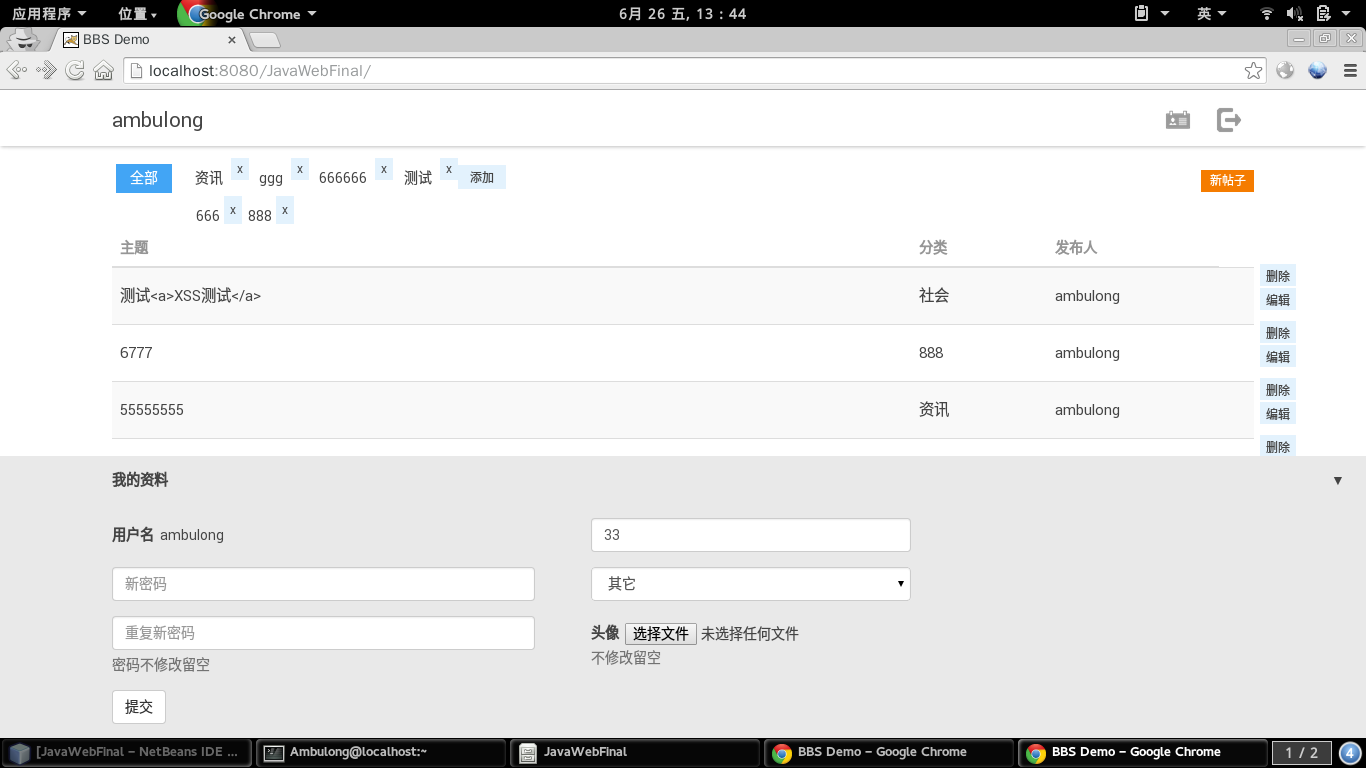 应用程序 位置 Google Chrome 6月 26 五, 13：44 英
BBS Demo ×
localhost:8080/JavaWebFinal/
ambulong
全部 资讯 x ggg x 666666 x 测试 x 添加 新帖子
666 x 888 x
主题 分类 发布人
测试<a>XSS测试</a> 社会 ambulong 删除
编辑
6777 888 ambulong 删除
编辑
55555555 资讯 ambulong 删除
编辑
删除
我的资料 ▼
用户名 ambulong 33
新密码 其它
重复新密码 头像 选择文件 未选择任何文件
密码不修改留空 不修改留空
提交
[JavaWebFinal – NetBeans IDE ... Ambulong@localhost:~ JavaWebFinal BBS Demo – Google Chrome BBS Demo – Google Chrome 1 / 2 4